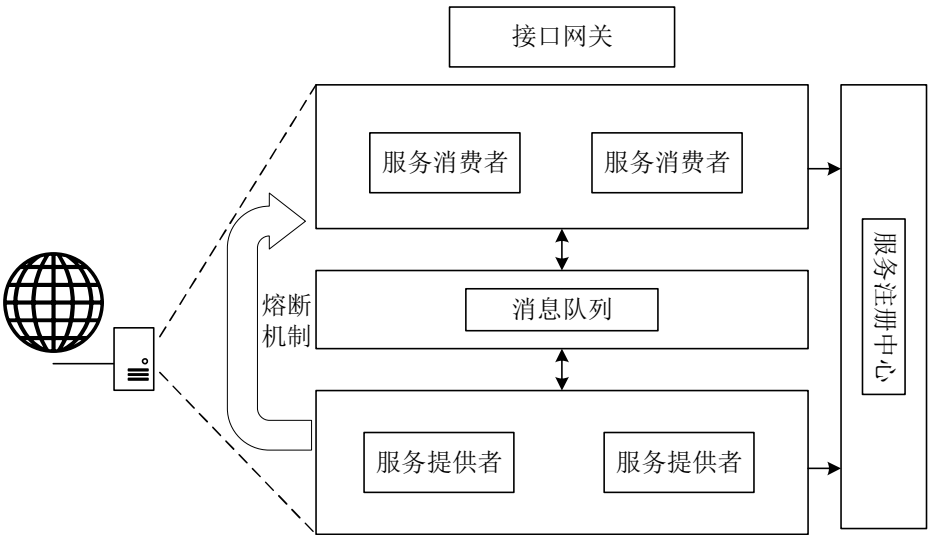 接口网关
服务消费者
服务消费者
熔断
机制
消息队列
服务注册中心
服务提供者
服务提供者